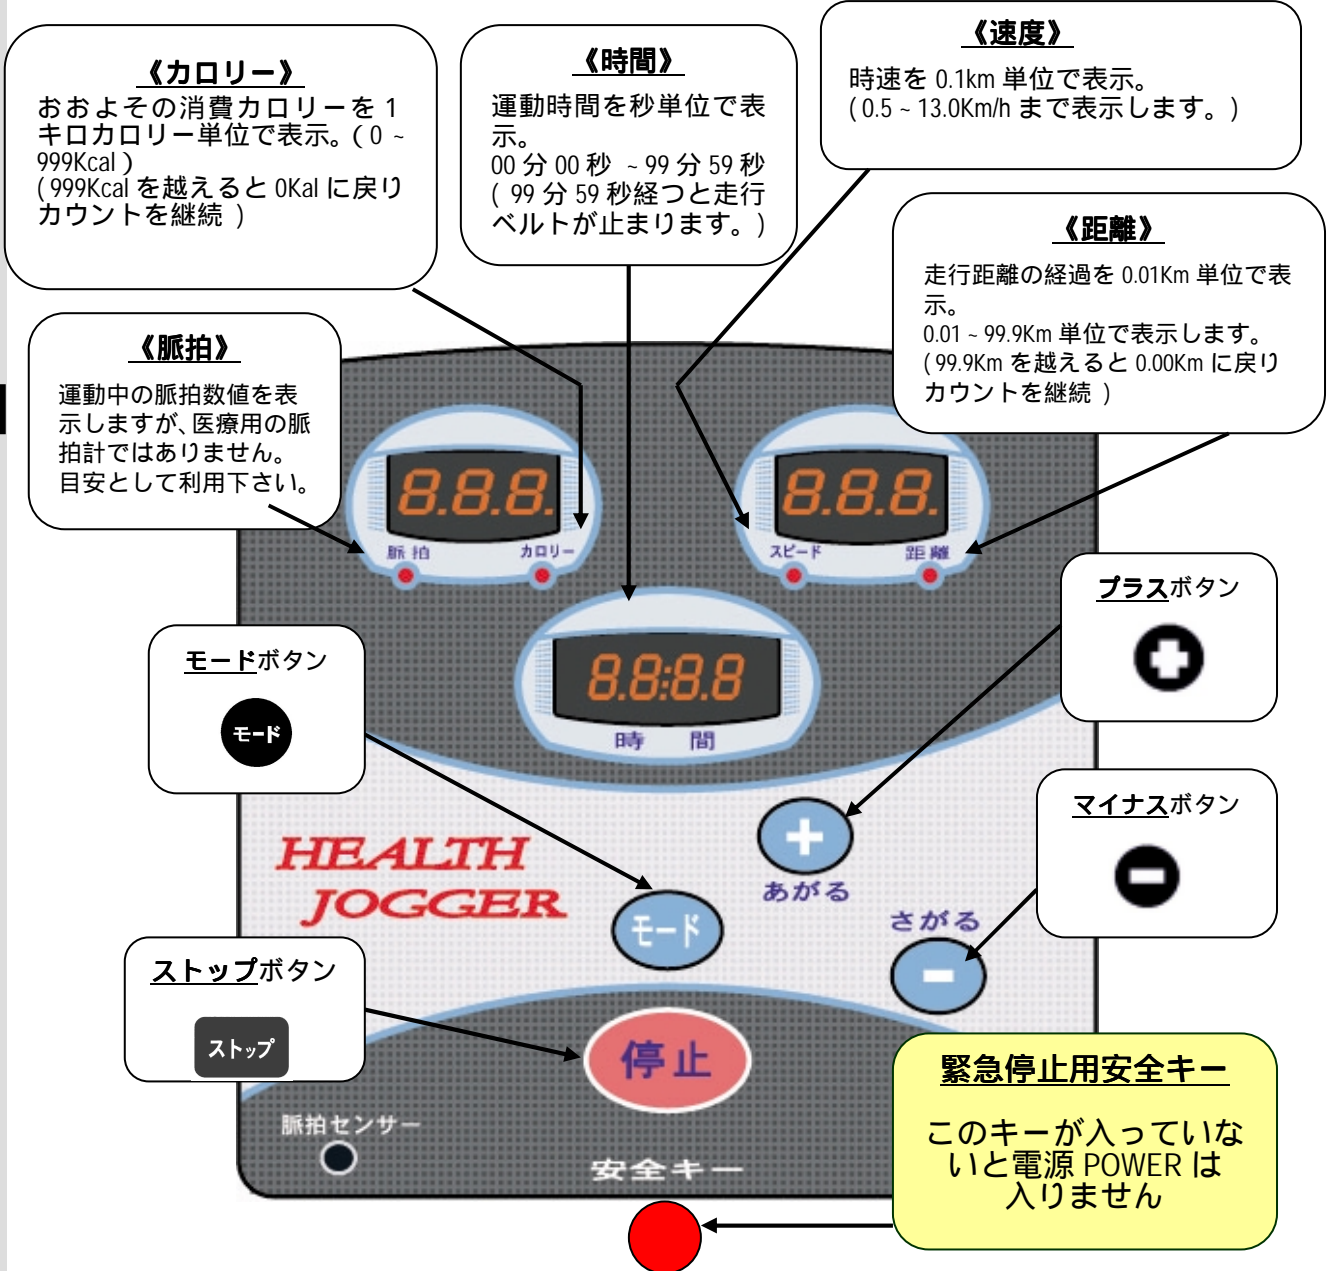 《カロリー》
おおよその消費カロリーを 1
キロカロリー単位で表示。( 0 ~
999Kcal )
( 999Kcal を越えると 0Kal に戻り
カウントを継続 )
《時間》
運動時間を秒単位で表
示。
00 分 00 秒 ~ 99 分 59 秒
( 99 分 59 秒経つと走行
ベルトが止まります。)
《速度》
時速を 0.1km 単位で表示。
( 0.5 ~ 13.0Km/h まで表示します。)
《距離》
走行距離の経過を 0.01Km 単位で表
示。
0.01 ~ 99.9Km 単位で表示します。
( 99.9Km を越えると 0.00Km に戻り
カウントを継続 )
《脈拍》
運動中の脈拍数値を表
示しますが、医療用の脈
拍計ではありません。
目安として利用下さい。
8.8.8.
脈 拍 カロリー
8.8.8.
スピード 距 離
8.8:8.8
時 間
プラスボタン
モードボタン
モード
マイナスボタン
HEALTH
JOGGER
あがる
モード
さがる
ストップボタン
ストップ
停止
緊急停止用安全キー
このキーが入っていな
いと電源 POWER は
入りません
脈拍センサー
安全キー